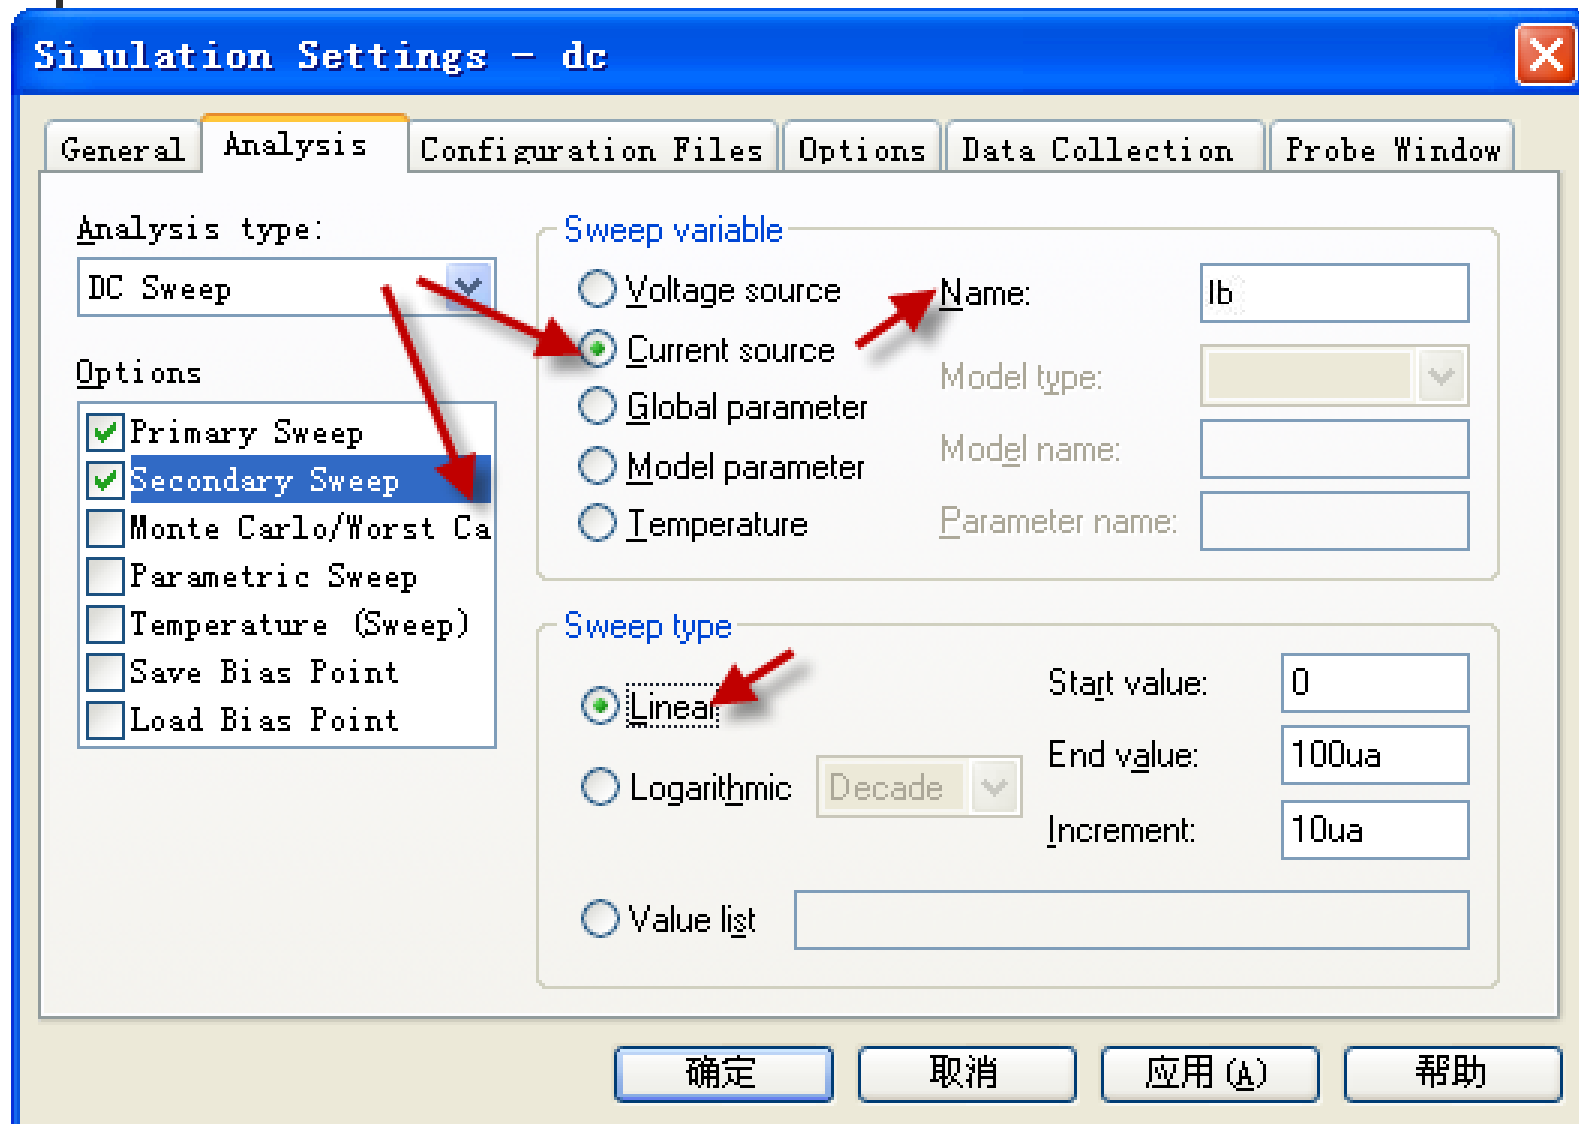 Simulation Settings - dc
General
Analysis
Configuration Files
Options
Data Collection
Probe Window
Analysis type:
DC Sweep
Options
Primary Sweep
Secondary Sweep
Monte Carlo/Worst Ca
Parametric Sweep
Temperature (Sweep)
Save Bias Point
Load Bias Point
Sweep variable
Voltage source
Current source
Global parameter
Model parameter
Temperature
Name:
Ib
Model type:
Model name:
Parameter name:
Sweep type
Linear
Logarithmic
Decade
Value list
Start value:
0
End value:
100ua
Increment:
10ua
确定
取消
应用(A)
帮助